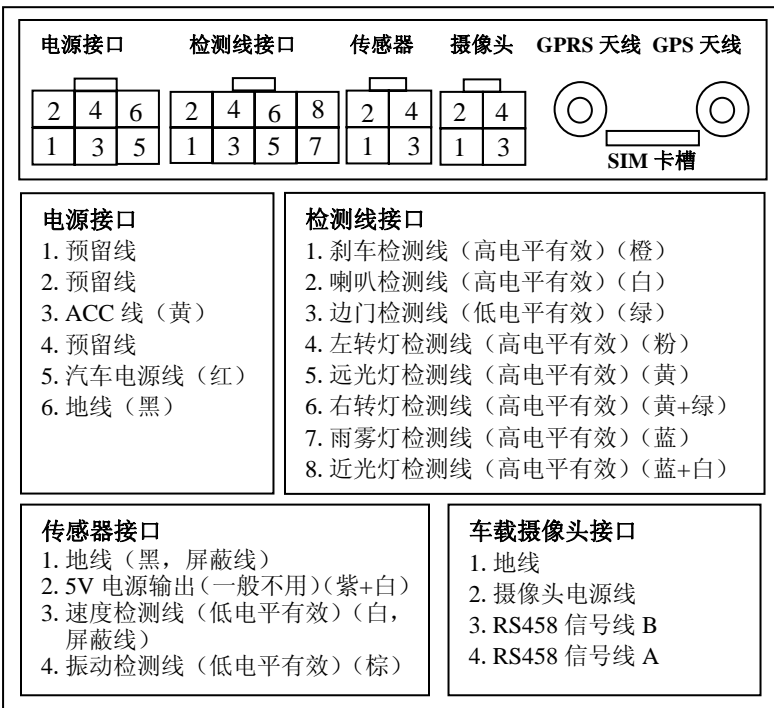 电源接口 检测线接口 传感器 摄像头 GPRS 天线 GPS 天线
2 4 6 2 4 6 8 2 4 2 4
1 3 5 1 3 5 7 1 3 1 3
SIM 卡槽
电源接口
1. 预留线
2. 预留线
3. ACC 线（黄）
4. 预留线
5. 汽车电源线（红）
6. 地线（黑）
检测线接口
1. 刹车检测线（高电平有效）（橙）
2. 喇叭检测线（高电平有效）（白）
3. 边门检测线（低电平有效）（绿）
4. 左转灯检测线（高电平有效）（粉）
5. 远光灯检测线（高电平有效）（黄）
6. 右转灯检测线（高电平有效）（黄+绿）
7. 雨雾灯检测线（高电平有效）（蓝）
8. 近光灯检测线（高电平有效）（蓝+白）
传感器接口
1. 地线（黑，屏蔽线）
2. 5V 电源输出（一般不用）（紫+白）
3. 速度检测线（低电平有效）（白，
屏蔽线）
4. 振动检测线（低电平有效）（棕）
车载摄像头接口
1. 地线
2. 摄像头电源线
3. RS458 信号线 B
4. RS458 信号线 A